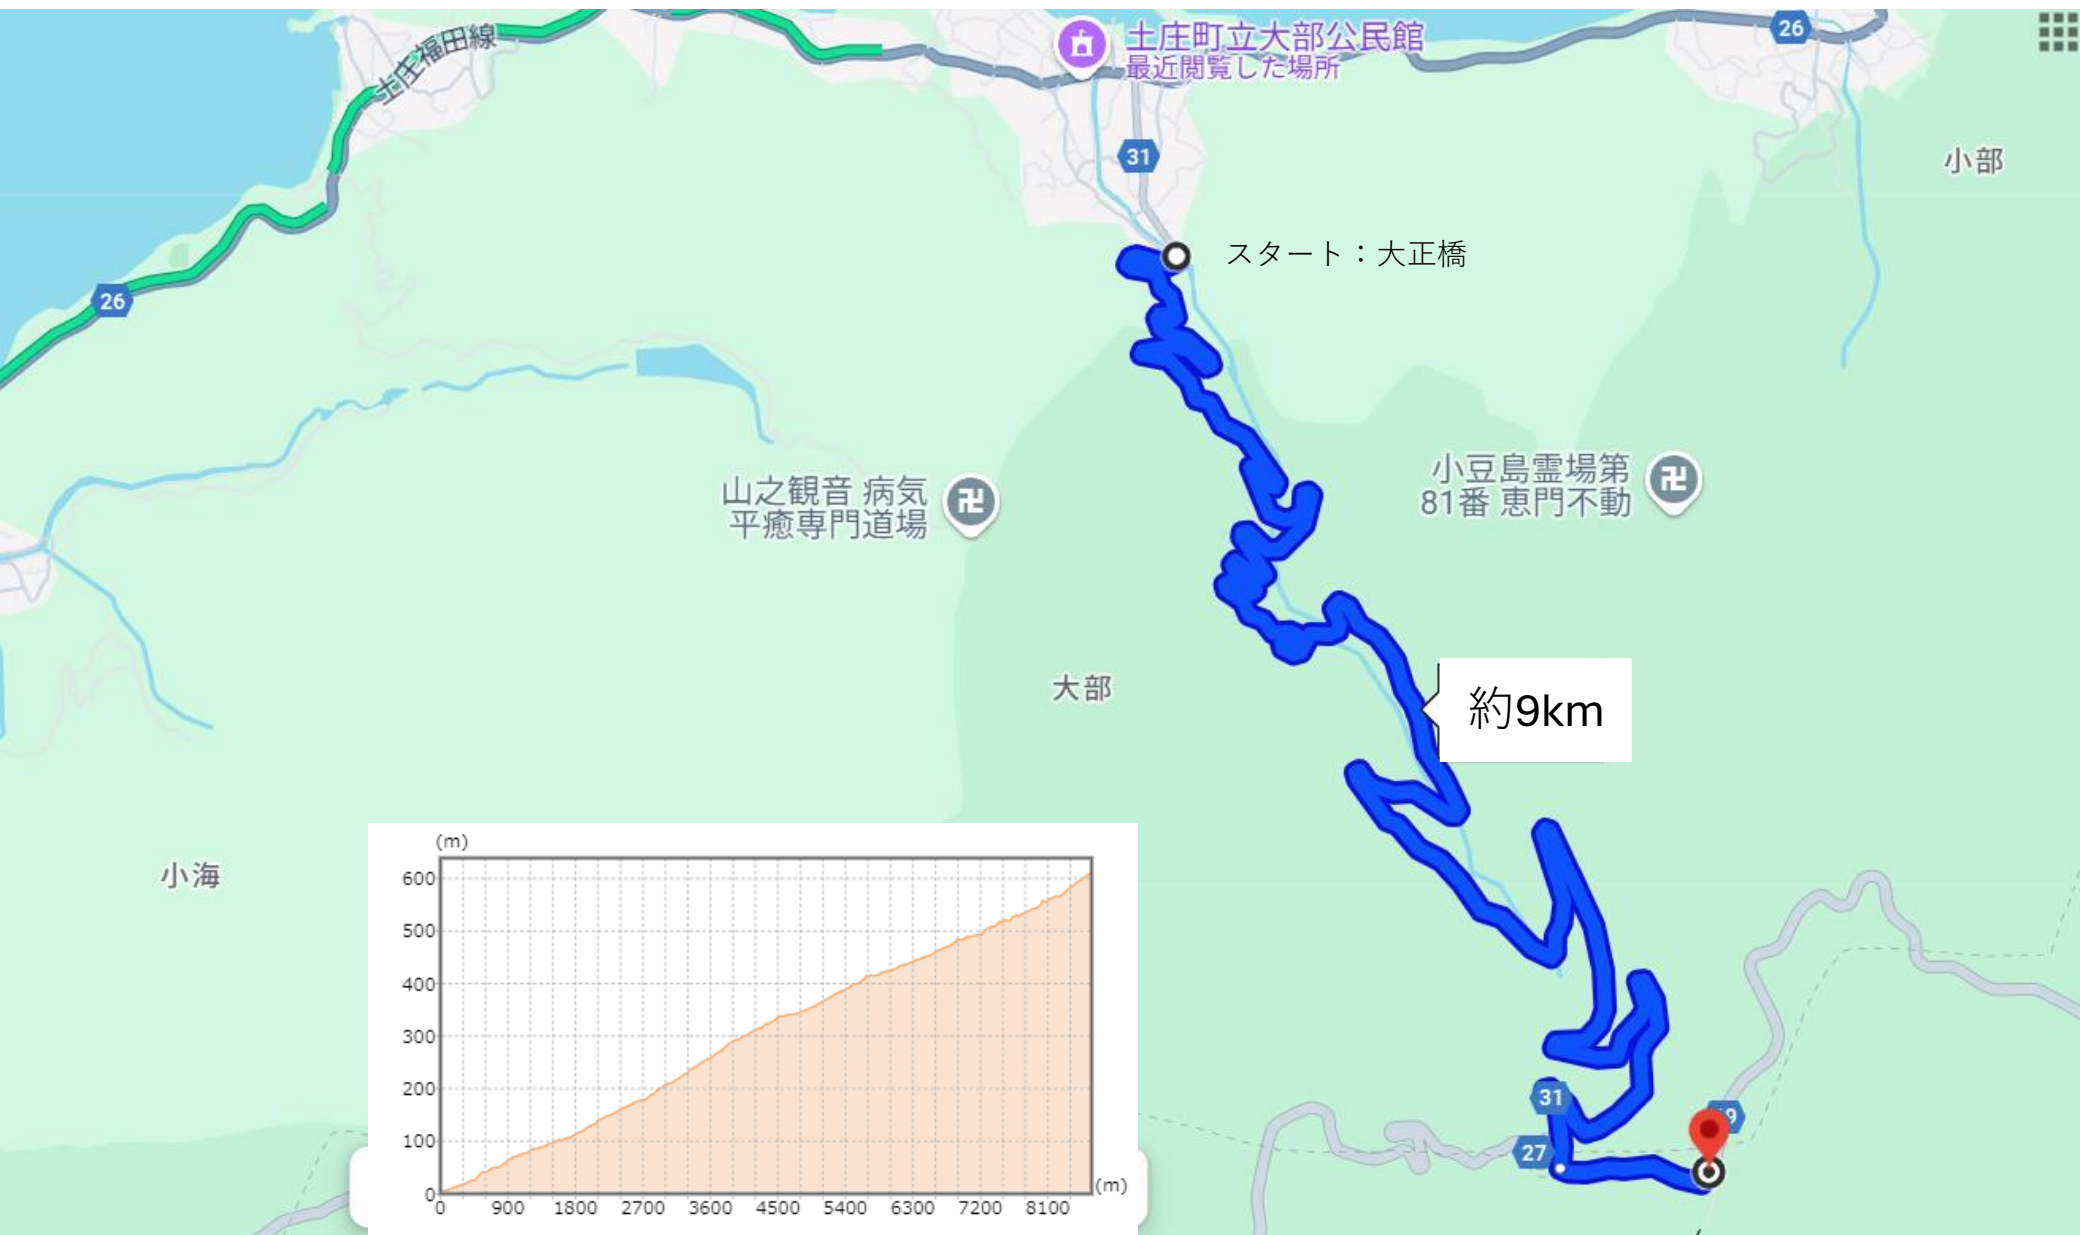 土庄福田線
土庄町立大部公民館
最近閲覧した場所
26
31
小部
スタート：大正橋
26
山之観音 病気
平癒専門道場
小豆島霊場第
81番 恵門不動
大部
約9km
小海
(m)
600
500
400
300
200
100
0
0 900 1800 2700 3600 4500 5400 6300 7200 8100
(m)
31
27